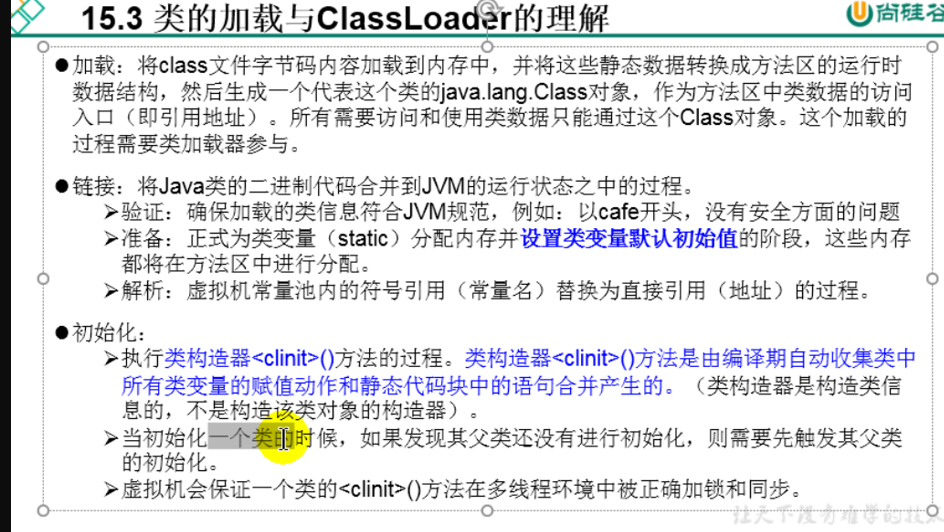 15.3 类的加载与ClassLoader的理解
尚硅谷
●加载：将class文件字节码内容加载到内存中，并将这些静态数据转换成方法区的运行时
数据结构，然后生成一个代表这个类的java.lang.Class对象，作为方法区中类数据的访问
入口（即引用地址）。所有需要访问和使用类数据只能通过这个Class对象。这个加载的
过程需要类加载器参与。
●链接：将Java类的二进制代码合并到JVM的运行状态之中的过程。
➢验证：确保加载的类信息符合JVM规范，例如：以cafe开头，没有安全方面的问题
➢准备：正式为类变量（static）分配内存并设置类变量默认初始值的阶段，这些内存
都将在方法区中进行分配。
➢解析：虚拟机常量池内的符号引用（常量名）替换为直接引用（地址）的过程。
●初始化：
➢执行类构造器<clinit>()方法的过程。类构造器<clinit>()方法是由编译期自动收集类中
所有类变量的赋值动作和静态代码块中的语句合并产生的。（类构造器是构造类信
息的，不是构造该类对象的构造器）。
➢当初始化一个类的时候，如果发现其父类还没有进行初始化，则需要先触发其父类
的初始化。
➢虚拟机会保证一个类的<clinit>()方法在多线程环境中被正确加锁和同步。
让天下没有难学的技术